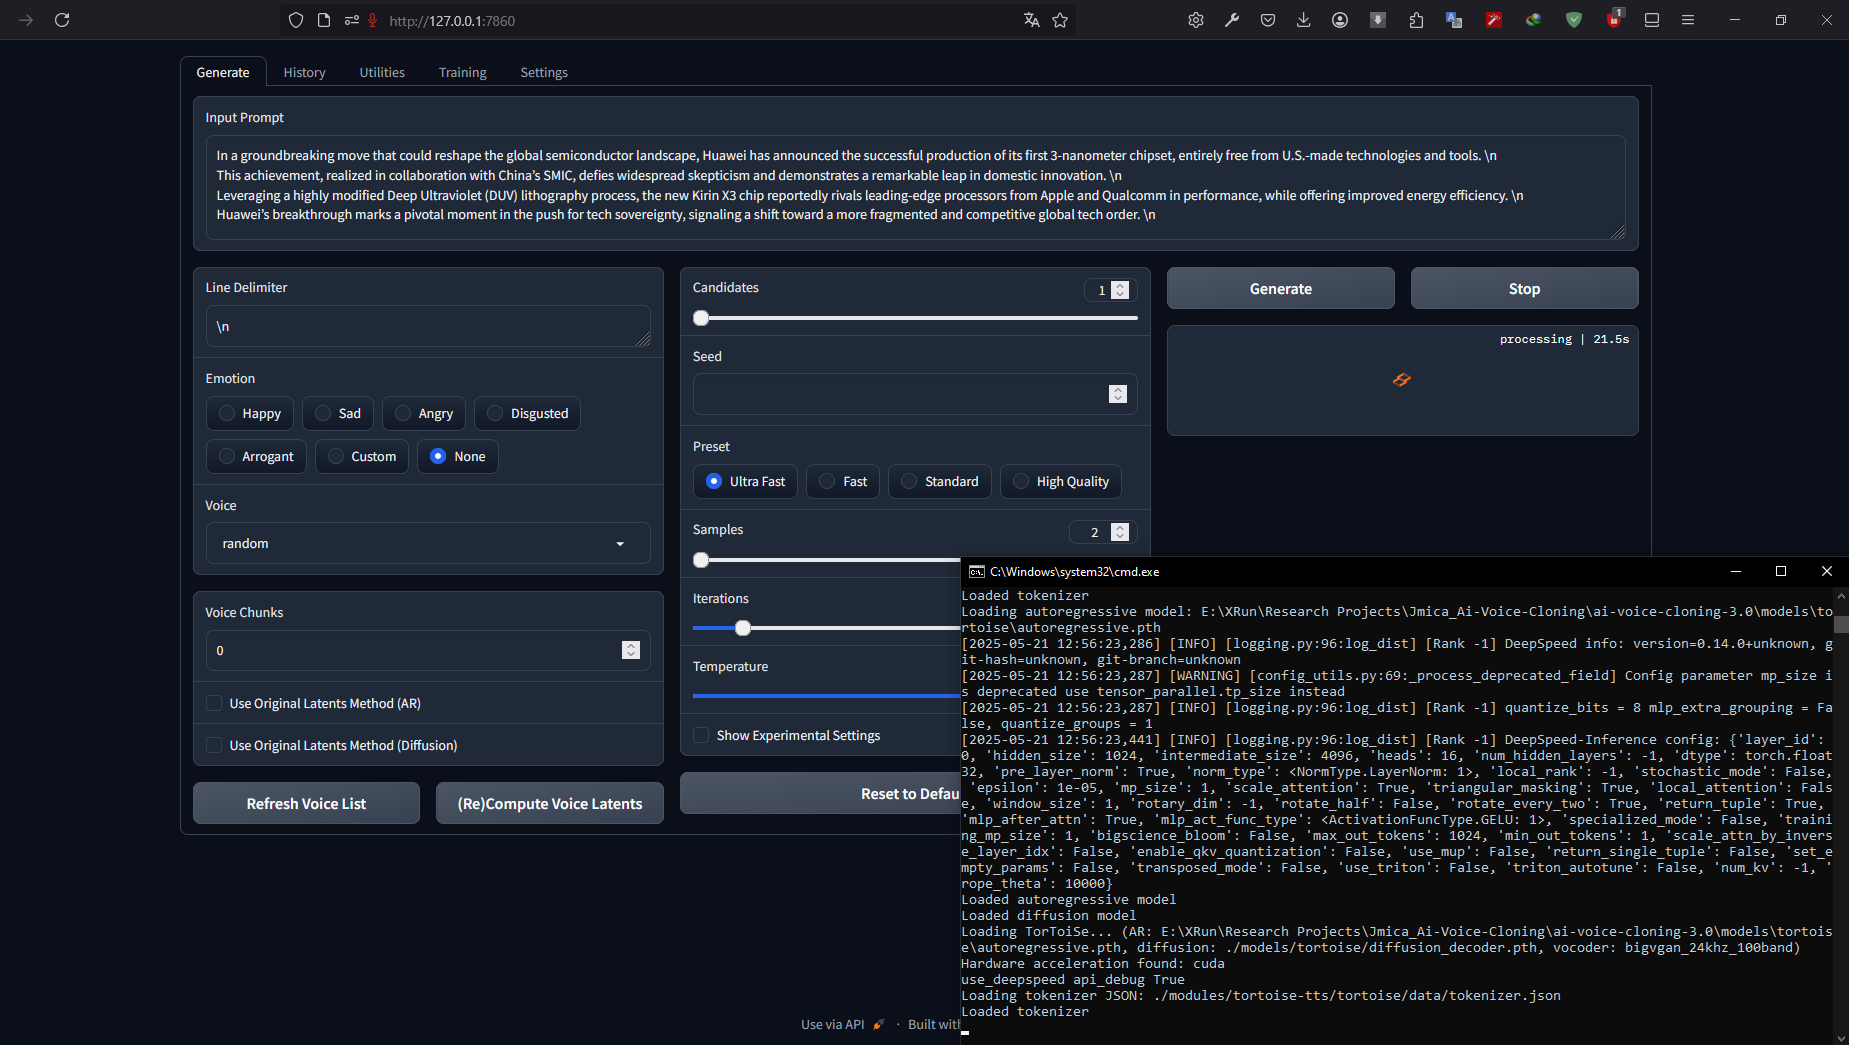 http://127.0.0.1:7860
1
Generate
History
Utilities
Training
Settings
Input Prompt
In a groundbreaking move that could reshape the global semiconductor landscape, Huawei has announced the successful production of its first 3-nanometer chipset, entirely free from U.S.-made technologies and tools. \n
This achievement, realized in collaboration with China's SMIC, defies widespread skepticism and demonstrates a remarkable leap in domestic innovation. \n
Leveraging a highly modified Deep Ultraviolet (DUV) lithography process, the new Kirin X3 chip reportedly rivals leading-edge processors from Apple and Qualcomm in performance, while offering improved energy efficiency. \n
Huawei's breakthrough marks a pivotal moment in the push for tech sovereignty, signaling a shift toward a more fragmented and competitive global tech order. \n
Line Delimiter
\n
Emotion
Happy
Sad
Angry
Disgusted
Arrogant
Custom
None
Voice
random
Voice Chunks
0
Use Original Latents Method (AR)
Use Original Latents Method (Diffusion)
Refresh Voice List
(Re)Compute Voice Latents
Candidates
1
Seed
Preset
Ultra Fast
Fast
Standard
High Quality
Samples
2
Iterations
Temperature
Show Experimental Settings
Reset to Defau
Generate
Stop
processing | 21.5s
Use via API
· Built with
C:\Windows\system32\cmd.exe
Loaded tokenizer
Loading autoregressive model: E:\XRun\Research Projects\Jmica_Ai-Voice-Cloning\ai-voice-cloning-3.0\models\to
rtoise\autoregressive.pth
[2025-05-21 12:56:23,286] [INFO] [logging.py:96:log_dist] [Rank -1] DeepSpeed info: version=0.14.0+unknown, g
it-hash=unknown, git-branch=unknown
[2025-05-21 12:56:23,287] [WARNING] [config_utils.py:69:_process_deprecated_field] Config parameter mp_size i
s deprecated use tensor_parallel.tp_size instead
[2025-05-21 12:56:23,287] [INFO] [logging.py:96:log_dist] [Rank -1] quantize_bits = 8 mlp_extra_grouping = Fa
lse, quantize_groups = 1
[2025-05-21 12:56:23,441] [INFO] [logging.py:96:log_dist] [Rank -1] DeepSpeed-Inference config: {'layer_id':
0, 'hidden_size': 1024, 'intermediate_size': 4096, 'heads': 16, 'num_hidden_layers': -1, 'dtype': torch.float
32, 'pre_layer_norm': True, 'norm_type': <NormType.LayerNorm: 1>, 'local_rank': -1, 'stochastic_mode': False,
'epsilon': 1e-05, 'mp_size': 1, 'scale_attention': True, 'triangular_masking': True, 'local_attention': Fals
e, 'window_size': 1, 'rotary_dim': -1, 'rotate_half': False, 'rotate_every_two': True, 'return_tuple': True,
'mlp_after_attn': True, 'mlp_act_func_type': <ActivationFuncType.GELU: 1>, 'specialized_mode': False, 'traini
ng_mp_size': 1, 'bigscience_bloom': False, 'max_out_tokens': 1024, 'min_out_tokens': 1, 'scale_attn_by_invers
e_layer_idx': False, 'enable_qkv_quantization': False, 'use_mup': False, 'return_single_tuple': False, 'set_e
mpty_params': False, 'transposed_mode': False, 'use_triton': False, 'triton_autotune': False, 'num_kv': -1, '
rope_theta': 10000}
Loaded autoregressive model
Loaded diffusion model
Loading TorToiSe... (AR: E:\XRun\Research Projects\Jmica_Ai-Voice-Cloning\ai-voice-cloning-3.0\models\tortois
e\autoregressive.pth, diffusion: ./models/tortoise/diffusion_decoder.pth, vocoder: bigvgan_24khz_100band)
Hardware acceleration found: cuda
use_deepspeed api_debug True
Loading tokenizer JSON: ./modules/tortoise-tts/tortoise/data/tokenizer.json
Loaded tokenizer